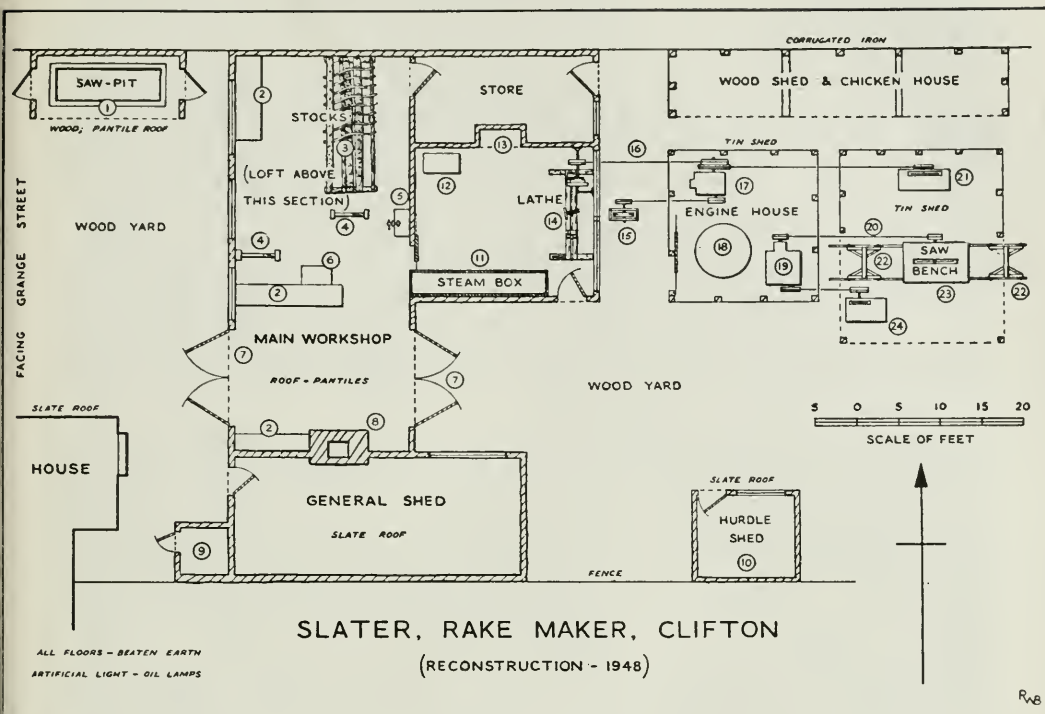 CORRUGATED IRON
SAW-PIT
1
WOOD; PANTILE ROOF
2
STOCKS
3
STORE
WOOD SHED & CHICKEN HOUSE
(LOFT ABOVE
THIS SECTION)
4
4
5
6
2
13
12
LATHE
14
11
STEAM BOX
16
15
TIN SHED
17
ENGINE HOUSE
18
19
21
TIN SHED
20
22
SAW
BENCH
23
22
24
FACING GRANGE STREET
WOOD YARD
MAIN WORKSHOP
7
7
ROOF - PANTILES
2
8
WOOD YARD
5 0 5 10 15 20
SCALE OF FEET
SLATE ROOF
HOUSE
GENERAL SHED
SLATE ROOF
9
SLATE ROOF
HURDLE
SHED
10
FENCE
SLATER, RAKE MAKER, CLIFTON
(RECONSTRUCTION - 1948)
ALL FLOORS - BEATEN EARTH
ARTIFICIAL LIGHT - OIL LAMPS
RWB